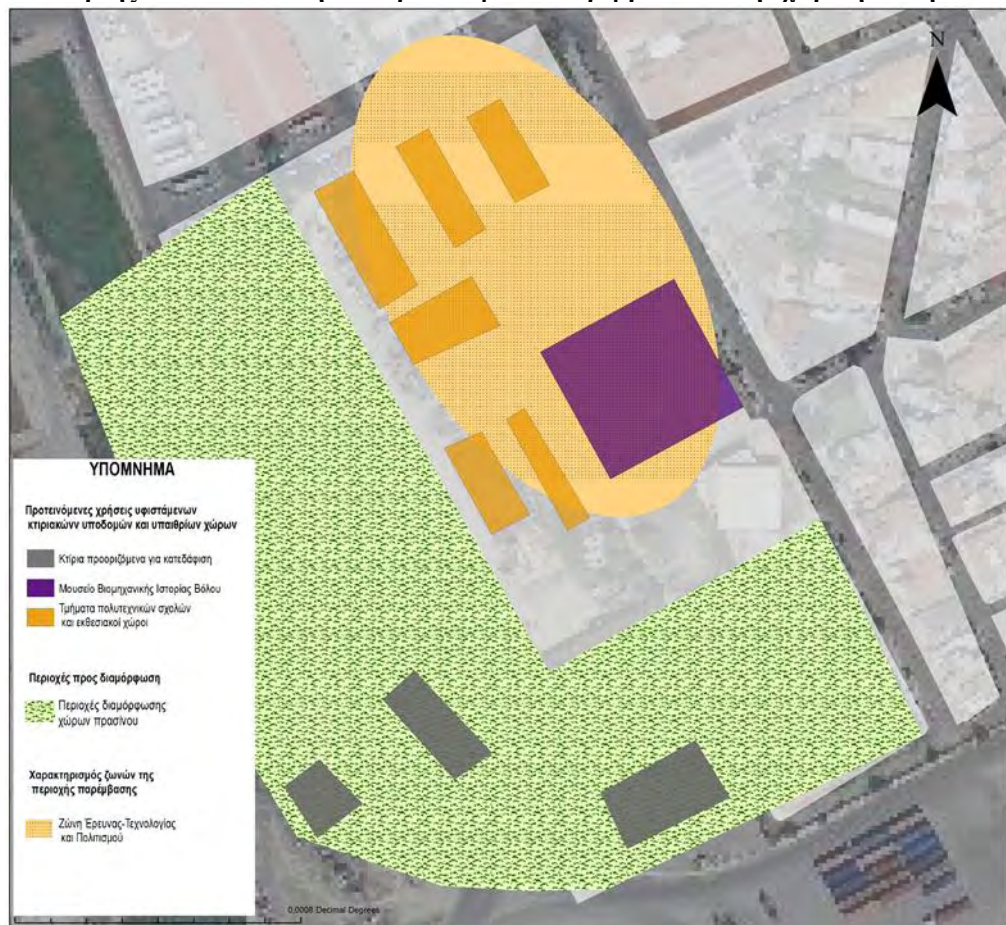 N
ΥΠΟΜΝΗΜΑ
Προτεινόμενες χρήσεις υφιστάμενων
κτιριακώνν υποδομών και υπαιθρίων χώρων
Κτίρια προοριζόμενα για κατεδάφιση
Μουσείο Βιομηχανικής Ιστορίας Βόλου
Τμήματα πολυτεχνικών σχολών
και εκθεσιακοί χώροι
Περιοχές προς διαμόρφωση
Περιοχές διαμόρφωσης
χώρων πρασίνου
Χαρακτηρισμός ζωνών της
περιοχής παρέμβασης
Ζώνη Έρευνας-Τεχνολογίας
και Πολιτισμού
0,0008 Decimal Degrees